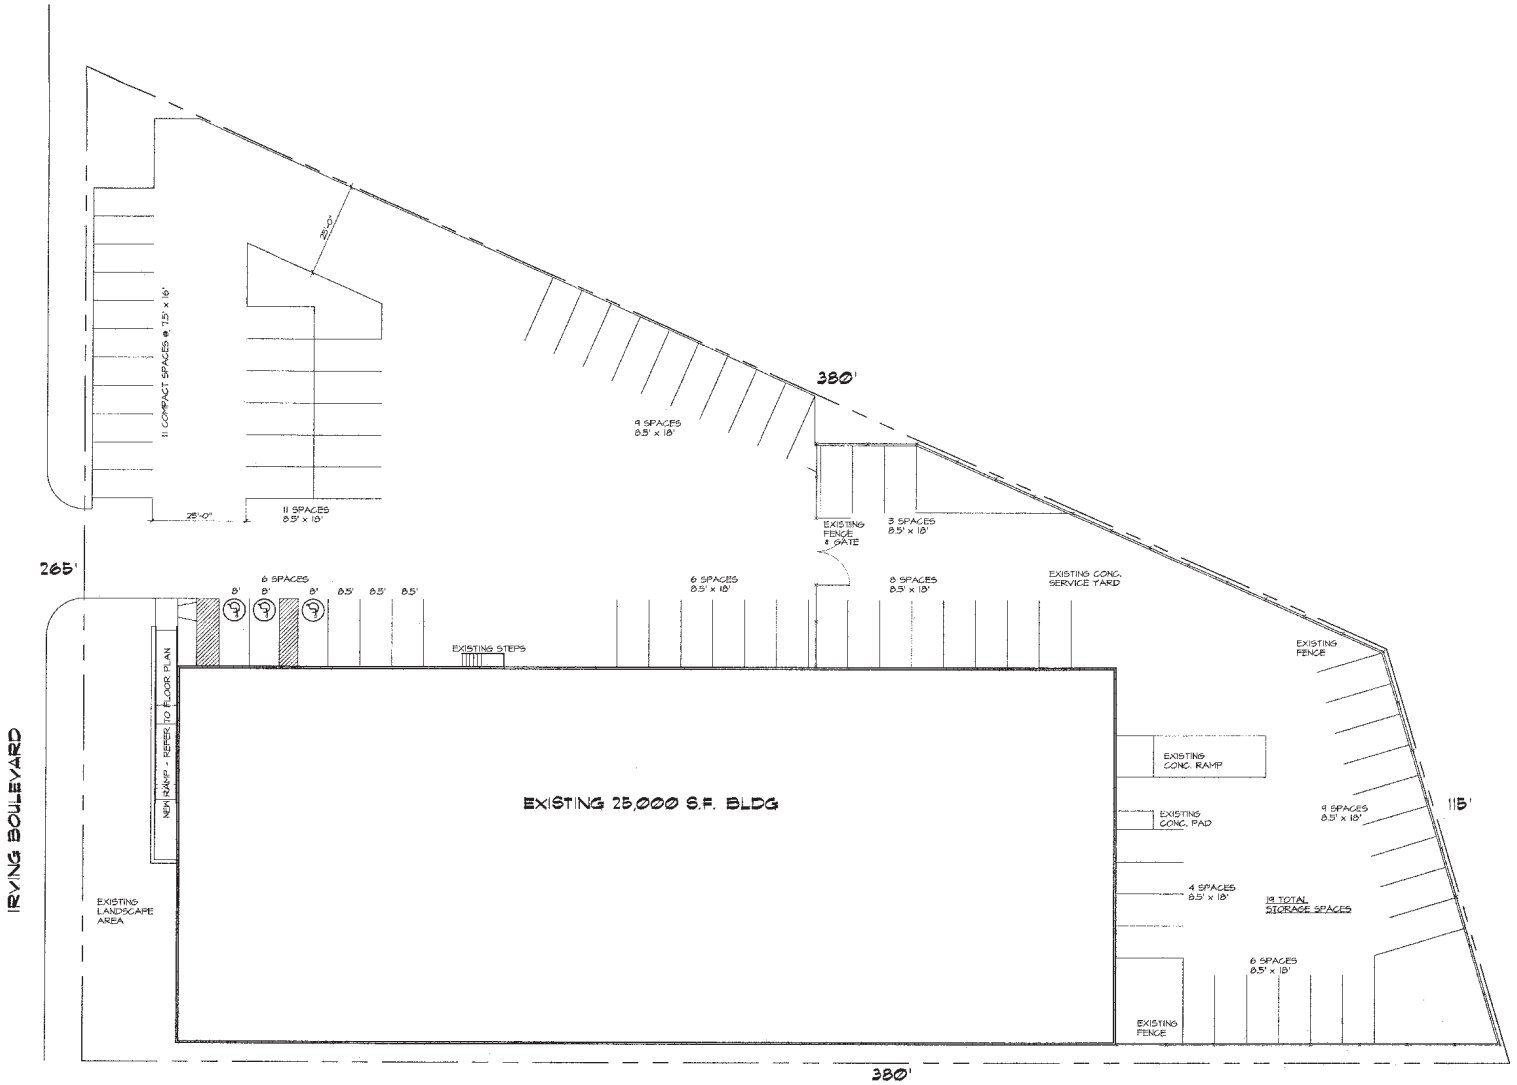 25'-0"
11 COMPACT SPACES @ 7.5' x 16'
380'
9 SPACES
8.5' x 18'
25'-0"
11 SPACES
8.5' x 18'
EXISTING
FENCE
& GATE
3 SPACES
8.5' x 18'
265'
6 SPACES
8'
8'
8'
8.5'
8.5'
8.5'
6 SPACES
8.5' x 18'
8 SPACES
8.5' x 18'
EXISTING CONC.
SERVICE YARD
EXISTING STEPS
EXISTING
FENCE
NEW RAMP - REFER TO FLOOR PLAN
IRVING BOULEVARD
EXISTING
CONC. RAMP
EXISTING 25,000 S.F. BLDG
EXISTING
CONC. PAD
9 SPACES
8.5' x 18'
115'
4 SPACES
8.5' x 18'
19 TOTAL
STORAGE SPACES
EXISTING
LANDSCAPE
AREA
6 SPACES
8.5' x 18'
EXISTING
FENCE
380'